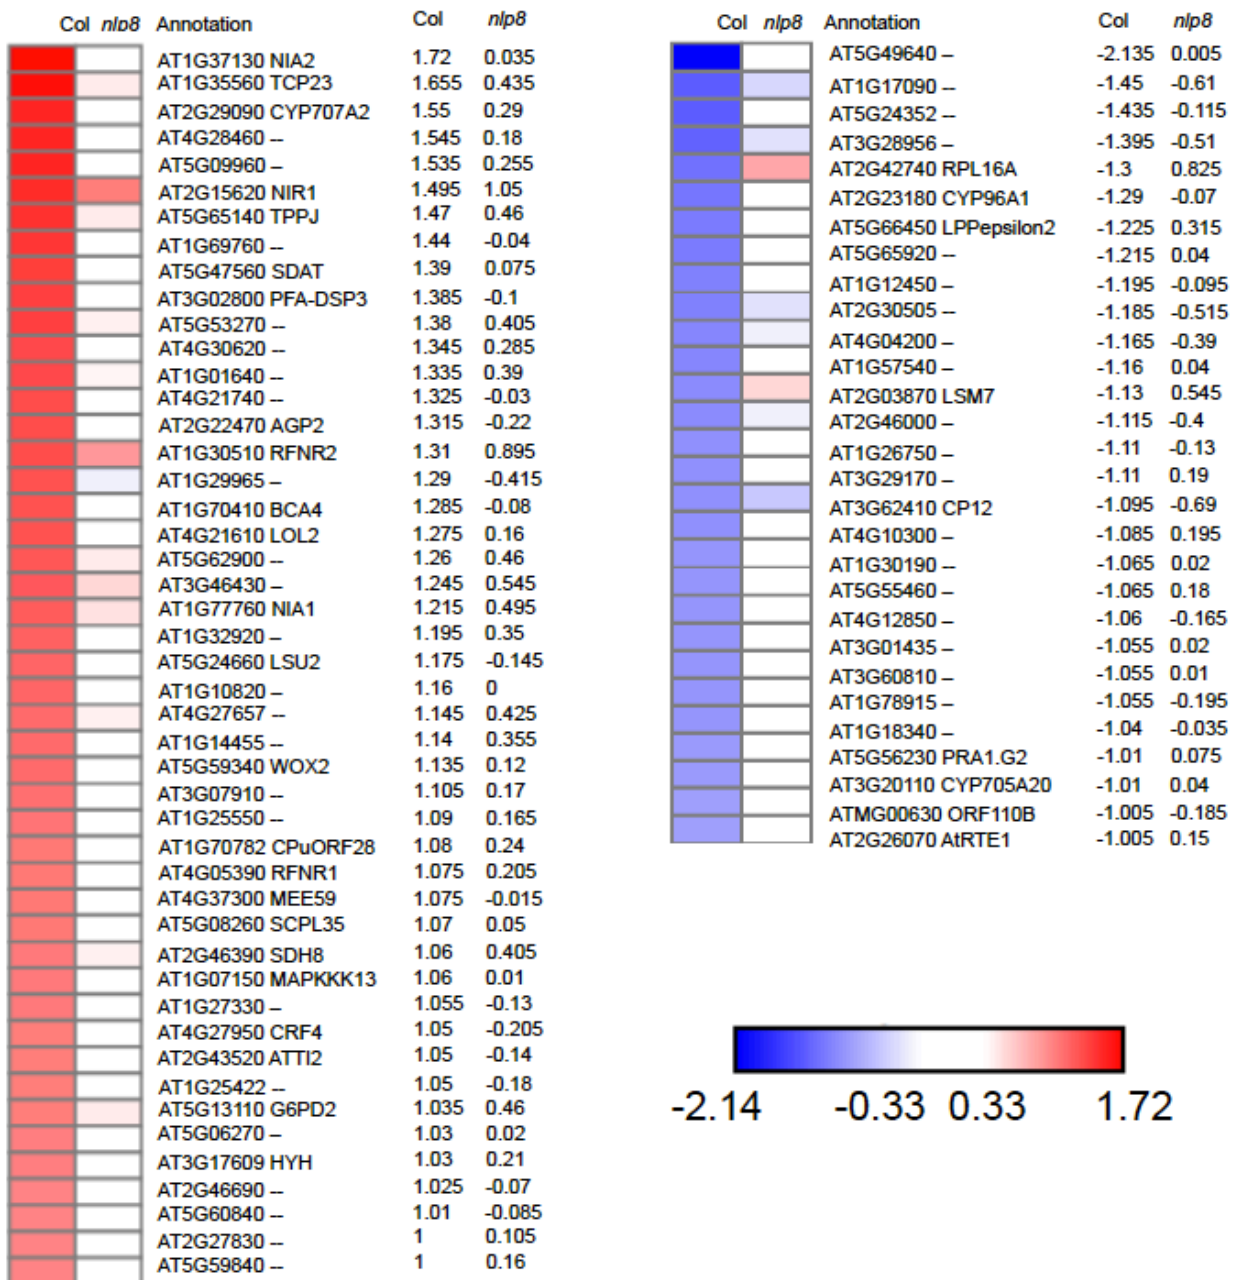 Col nlp8 Annotation Col nlp8
AT1G37130 NIA2 1.72 0.035
AT1G35560 TCP23 1.655 0.435
AT2G29090 CYP707A2 1.55 0.29
AT4G28460 -- 1.545 0.18
AT5G09960 -- 1.535 0.255
AT2G15620 NIR1 1.495 1.05
AT5G65140 TPPJ 1.47 0.46
AT1G69760 -- 1.44 -0.04
AT5G47560 SDAT 1.39 0.075
AT3G02800 PFA-DSP3 1.385 -0.1
AT5G53270 -- 1.38 0.405
AT4G30620 -- 1.345 0.285
AT1G01640 -- 1.335 0.39
AT4G21740 -- 1.325 -0.03
AT2G22470 AGP2 1.315 -0.22
AT1G30510 RFNR2 1.31 0.895
AT1G29965 -- 1.29 -0.415
AT1G70410 BCA4 1.285 -0.08
AT4G21610 LOL2 1.275 0.16
AT5G62900 -- 1.26 0.46
AT3G46430 -- 1.245 0.545
AT1G77760 NIA1 1.215 0.495
AT1G32920 -- 1.195 0.35
AT5G24660 LSU2 1.175 -0.145
AT1G10820 -- 1.16 0
AT4G27657 -- 1.145 0.425
AT1G14455 -- 1.14 0.355
AT5G59340 WOX2 1.135 0.12
AT3G07910 -- 1.105 0.17
AT1G25550 -- 1.09 0.165
AT1G70782 CPuORF28 1.08 0.24
AT4G05390 RFNR1 1.075 0.205
AT4G37300 MEE59 1.075 -0.015
AT5G08260 SCPL35 1.07 0.05
AT2G46390 SDH8 1.06 0.405
AT1G07150 MAPKKK13 1.06 0.01
AT1G27330 -- 1.055 -0.13
AT4G27950 CRF4 1.05 -0.205
AT2G43520 ATTI2 1.05 -0.14
AT1G25422 -- 1.05 -0.18
AT5G13110 G6PD2 1.035 0.46
AT5G06270 -- 1.03 0.02
AT3G17609 HYH 1.03 0.21
AT2G46690 -- 1.025 -0.07
AT5G60840 -- 1.01 -0.085
AT2G27830 -- 1 0.105
AT5G59840 -- 1 0.16
Col nlp8 Annotation Col nlp8
AT5G49640 -- -2.135 0.005
AT1G17090 -- -1.45 -0.61
AT5G24352 -- -1.435 -0.115
AT3G28956 -- -1.395 -0.51
AT2G42740 RPL16A -1.3 0.825
AT2G23180 CYP96A1 -1.29 -0.07
AT5G66450 LPPepsilon2 -1.225 0.315
AT5G65920 -- -1.215 0.04
AT1G12450 -- -1.195 -0.095
AT2G30505 -- -1.185 -0.515
AT4G04200 -- -1.165 -0.39
AT1G57540 -- -1.16 0.04
AT2G03870 LSM7 -1.13 0.545
AT2G46000 -- -1.115 -0.4
AT1G26750 -- -1.11 -0.13
AT3G29170 -- -1.11 0.19
AT3G62410 CP12 -1.095 -0.69
AT4G10300 -- -1.085 0.195
AT1G30190 -- -1.065 0.02
AT5G55460 -- -1.065 0.18
AT4G12850 -- -1.06 -0.165
AT3G01435 -- -1.055 0.02
AT3G60810 -- -1.055 0.01
AT1G78915 -- -1.055 -0.195
AT1G18340 -- -1.04 -0.035
AT5G56230 PRA1.G2 -1.01 0.075
AT3G20110 CYP705A20 -1.01 0.04
ATMG00630 ORF110B -1.005 -0.185
AT2G26070 AtRTE1 -1.005 0.15
-2.14 -0.33 0.33 1.72